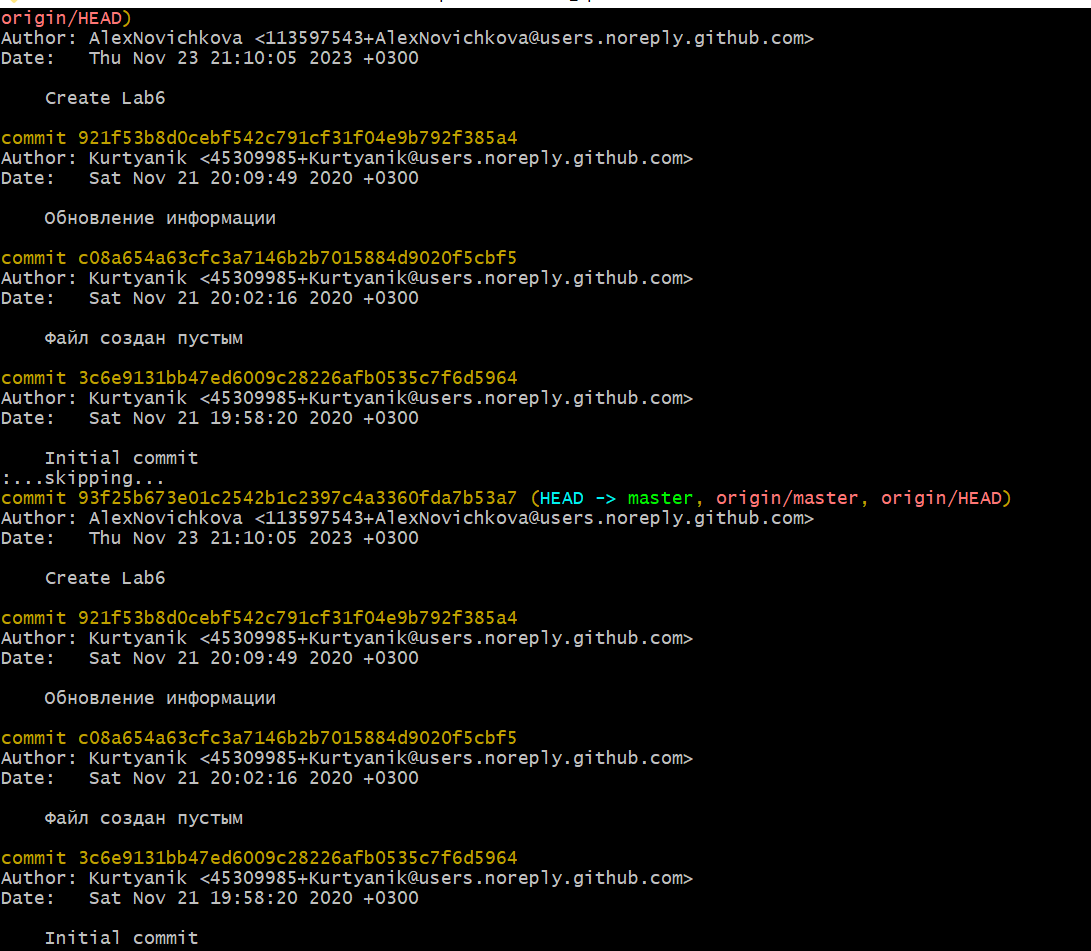 origin/HEAD)
Author: AlexNovichkova <113597543+AlexNovichkova@users.noreply.github.com>
Date:   Thu Nov 23 21:10:05 2023 +0300
Create Lab6
commit 921f53b8d0cebf542c791cf31f04e9b792f385a4
Author: Kurtyanik <45309985+Kurtyanik@users.noreply.github.com>
Date:   Sat Nov 21 20:09:49 2020 +0300
Обновление информации
commit c08a654a63cfc3a7146b2b7015884d9020f5cbf5
Author: Kurtyanik <45309985+Kurtyanik@users.noreply.github.com>
Date:   Sat Nov 21 20:02:16 2020 +0300
Файл создан пустым
commit 3c6e9131bb47ed6009c28226afb0535c7f6d5964
Author: Kurtyanik <45309985+Kurtyanik@users.noreply.github.com>
Date:   Sat Nov 21 19:58:20 2020 +0300
Initial commit
:...skipping...
commit 93f25b673e01c2542b1c2397c4a3360fda7b53a7 (HEAD -> master, origin/master, origin/HEAD)
Author: AlexNovichkova <113597543+AlexNovichkova@users.noreply.github.com>
Date:   Thu Nov 23 21:10:05 2023 +0300
Create Lab6
commit 921f53b8d0cebf542c791cf31f04e9b792f385a4
Author: Kurtyanik <45309985+Kurtyanik@users.noreply.github.com>
Date:   Sat Nov 21 20:09:49 2020 +0300
Обновление информации
commit c08a654a63cfc3a7146b2b7015884d9020f5cbf5
Author: Kurtyanik <45309985+Kurtyanik@users.noreply.github.com>
Date:   Sat Nov 21 20:02:16 2020 +0300
Файл создан пустым
commit 3c6e9131bb47ed6009c28226afb0535c7f6d5964
Author: Kurtyanik <45309985+Kurtyanik@users.noreply.github.com>
Date:   Sat Nov 21 19:58:20 2020 +0300
Initial commit